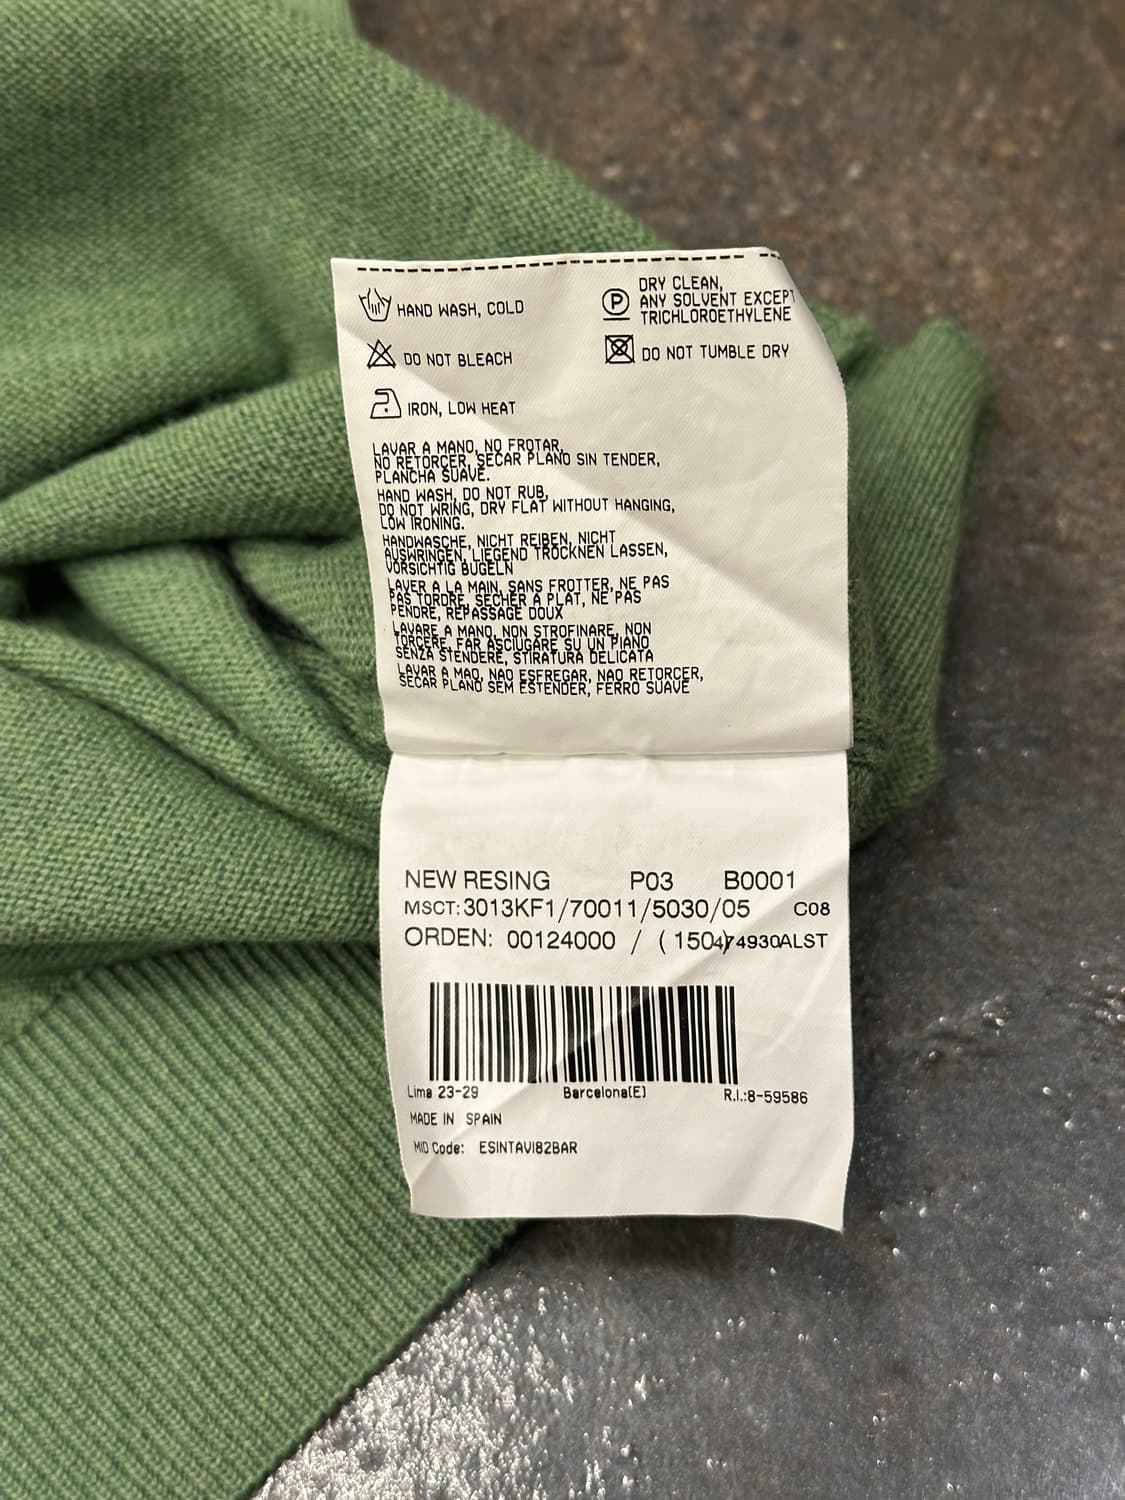 HAND WASH, COLD
DO NOT BLEACH
IRON, LOW HEAT
P
DRY CLEAN,
ANY SOLVENT EXCEPT
TRICHLOROETHYLENE
DO NOT TUMBLE DRY
LAVAR A MANO, NO FROTAR,
NO RETORCER, SECAR PLANO SIN TENDER,
PLANCHA SUAVE.
HAND WASH, DO NOT RUB,
DO NOT WRING, DRY FLAT WITHOUT HANGING,
LOW IRONING.
HANDWASCHE, NICHT REIBEN, NICHT
AUSWRINGEN, LIEGEND TROCKNEN LASSEN,
VORSICHTIG BUGELN
LAVER A LA MAIN, SANS FROTTER, NE PAS
PAS TORDRE, SECHER A PLAT, NE PAS
PENDRE, REPASSAGE DOUX
LAVARE A MANO, NON STROFINARE, NON
TORCERE, FAR ASCIUGARE SU UN PIANO
SENZA STENDERE, STIRATURA DELICATA
LAVAR A MAO, NAO ESFREGAR, NAO RETORCER,
SECAR PLANO SEM ESTENDER, FERRO SUAVE
NEW RESING P03 B0001
MSCT:3013KF1/70011/5030/05 C08
ORDEN: 00124000 / (1504)74930ALST
Lima 23-29 Barcelona(E) R.I.:8-59586
MADE IN SPAIN
MID Code: ESINTAVI82BAR